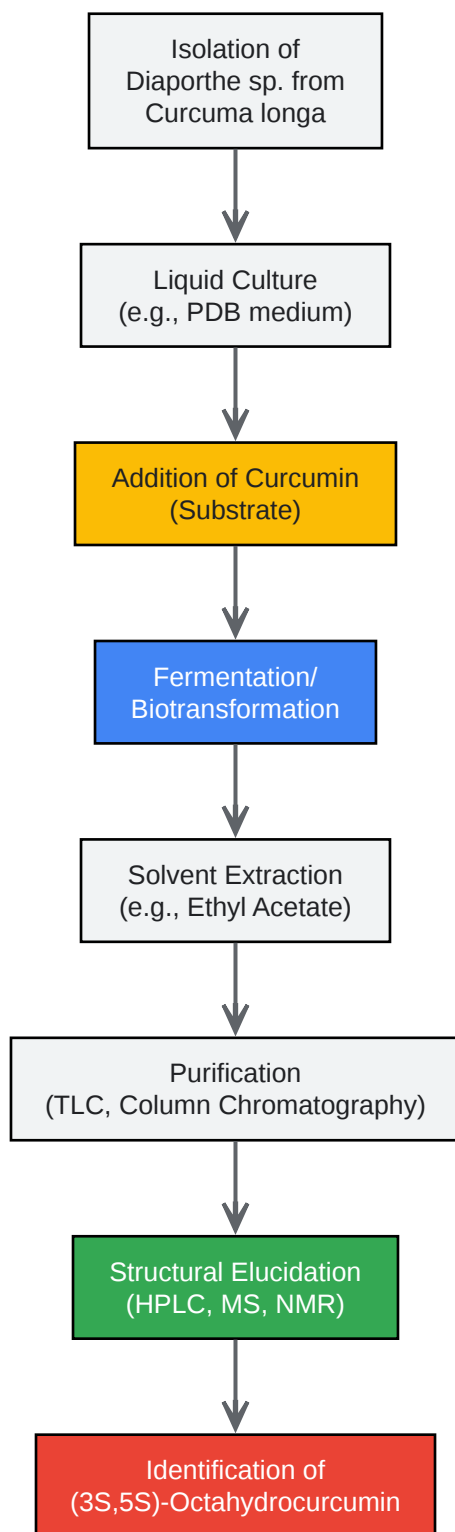 Isolation of
Diaporthe sp. from
Curcuma longa
Liquid Culture
(e.g., PDB medium)
Addition of Curcumin
(Substrate)
Fermentation/
Biotransformation
Solvent Extraction
(e.g., Ethyl Acetate)
Purification
(TLC, Column Chromatography)
Structural Elucidation
(HPLC, MS, NMR)
Identification of
(3S,5S)-Octahydrocurcumin